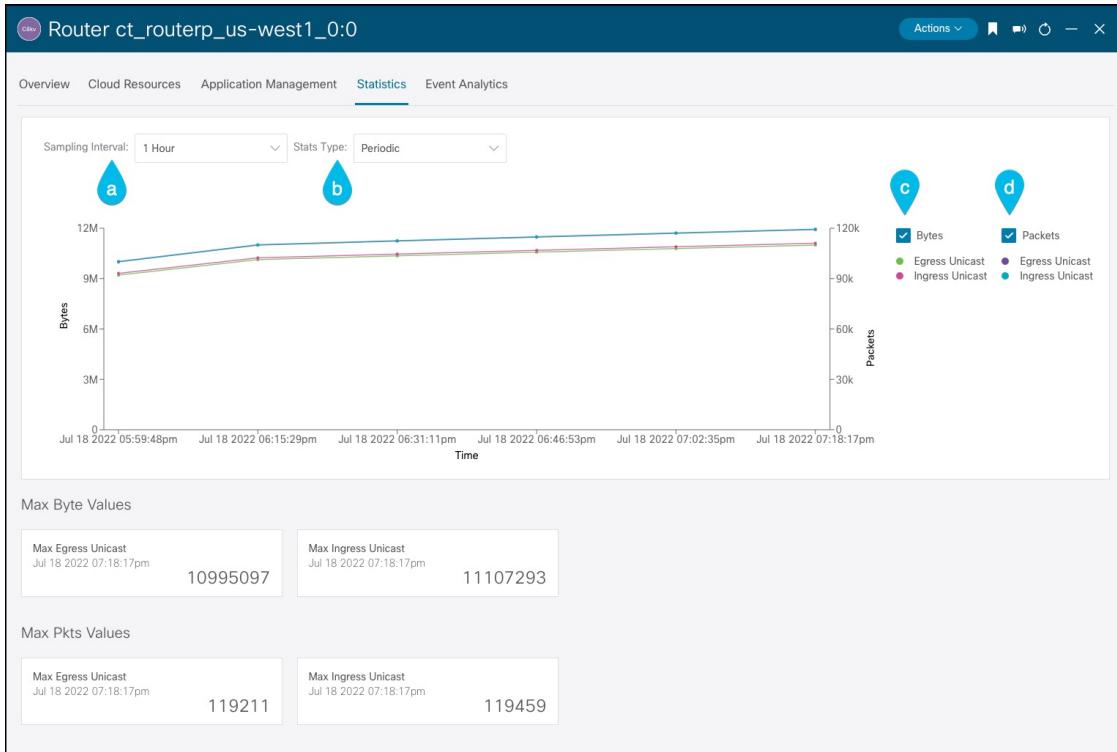 Router ct_routerp_us-west1_0:0
Actions
Overview Cloud Resources Application Management Statistics Event Analytics
Sampling Interval: 1 Hour Stats Type: Periodic
a b c d
Bytes Packets
Egress Unicast Egress Unicast
Ingress Unicast Ingress Unicast
12M 120k
9M 90k
6M 60k
3M 30k
0 0
Bytes
Packets
Jul 18 2022 05:59:48pm Jul 18 2022 06:15:29pm Jul 18 2022 06:31:11pm Jul 18 2022 06:46:53pm Jul 18 2022 07:02:35pm Jul 18 2022 07:18:17pm
Time
Max Byte Values
Max Egress Unicast
Jul 18 2022 07:18:17pm
10995097
Max Ingress Unicast
Jul 18 2022 07:18:17pm
11107293
Max Pkts Values
Max Egress Unicast
Jul 18 2022 07:18:17pm
119211
Max Ingress Unicast
Jul 18 2022 07:18:17pm
119459